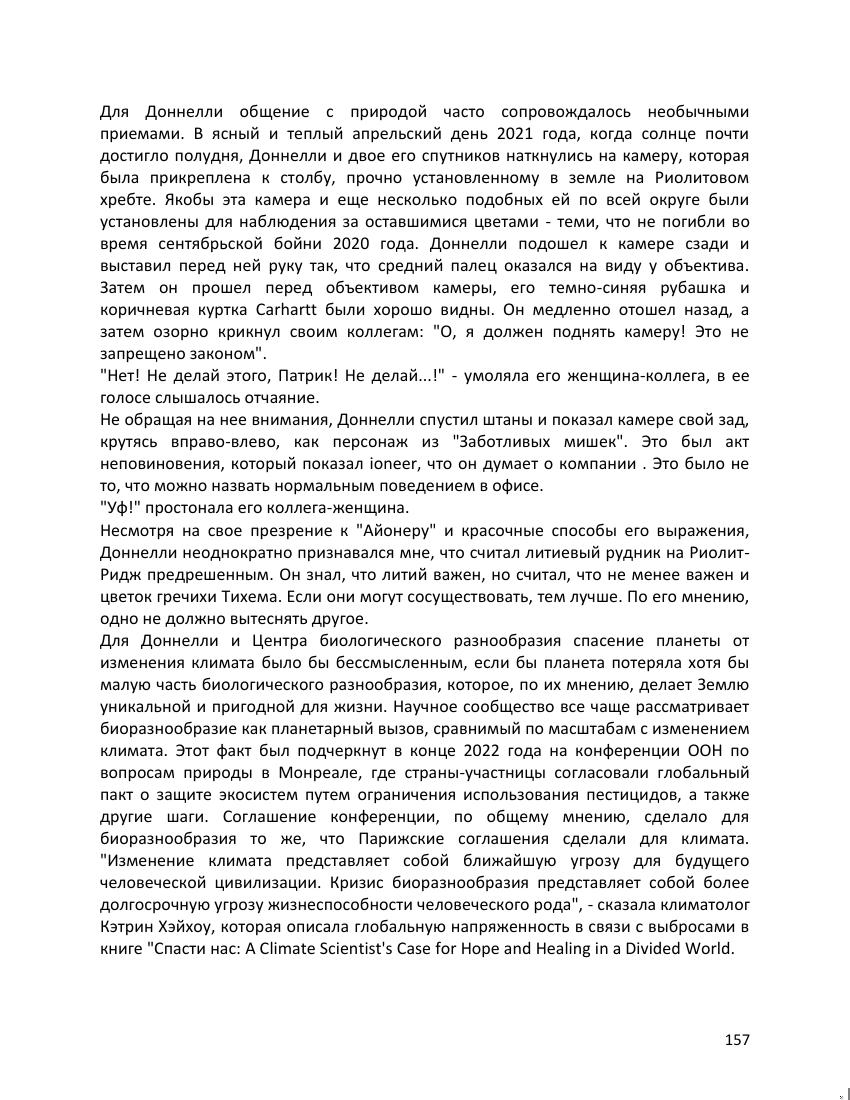 Для Доннелли общение с природой часто сопровождалось необычными
приемами. В ясный и теплый апрельский день 2021 года, когда солнце почти
достигло полудня, Доннелли и двое его спутников наткнулись на камеру, которая
была прикреплена к столбу, прочно установленному в земле на Риолитовом
хребте. Якобы эта камера и еще несколько подобных ей по всей округе были
установлены для наблюдения за оставшимися цветами - теми, что не погибли во
время сентябрьской бойни 2020 года. Доннелли подошел к камере сзади и
выставил перед ней руку так, что средний палец оказался на виду у объектива.
Затем он прошел перед объективом камеры, его темно-синяя рубашка и
коричневая куртка Carhartt были хорошо видны. Он медленно отошел назад, а
затем озорно крикнул своим коллегам: "О, я должен поднять камеру! Это не
запрещено законом".
"Нет! Не делай этого, Патрик! Не делай...!" - умоляла его женщина-коллега, в ее
голосе слышалось отчаяние.
Не обращая на нее внимания, Доннелли спустил штаны и показал камере свой зад,
крутясь вправо-влево, как персонаж из "Заботливых мишек". Это был акт
неповиновения, который показал ioneer, что он думает о компании . Это было не
то, что можно назвать нормальным поведением в офисе.
"Уф!" простонала его коллега-женщина.
Несмотря на свое презрение к "Айонеру" и красочные способы его выражения,
Доннелли неоднократно признавался мне, что считал литиевый рудник на Риолит-
Ридж предрешенным. Он знал, что литий важен, но считал, что не менее важен и
цветок гречихи Тихема. Если они могут сосуществовать, тем лучше. По его мнению,
одно не должно вытеснять другое.
Для Доннелли и Центра биологического разнообразия спасение планеты от
изменения климата было бы бессмысленным, если бы планета потеряла хотя бы
малую часть биологического разнообразия, которое, по их мнению, делает Землю
уникальной и пригодной для жизни. Научное сообщество все чаще рассматривает
биоразнообразие как планетарный вызов, сравнимый по масштабам с изменением
климата. Этот факт был подчеркнут в конце 2022 года на конференции ООН по
вопросам природы в Монреале, где страны-участницы согласовали глобальный
пакт о защите экосистем путем ограничения использования пестицидов, а также
другие шаги. Соглашение конференции, по общему мнению, сделало для
биоразнообразия то же, что Парижские соглашения сделали для климата.
"Изменение климата представляет собой ближайшую угрозу для будущего
человеческой цивилизации. Кризис биоразнообразия представляет собой более
долгосрочную угрозу жизнеспособности человеческого рода", - сказала климатолог
Кэтрин Хэйхоу, которая описала глобальную напряженность в связи с выбросами в
книге "Спасти нас: A Climate Scientist's Case for Hope and Healing in a Divided World.
157